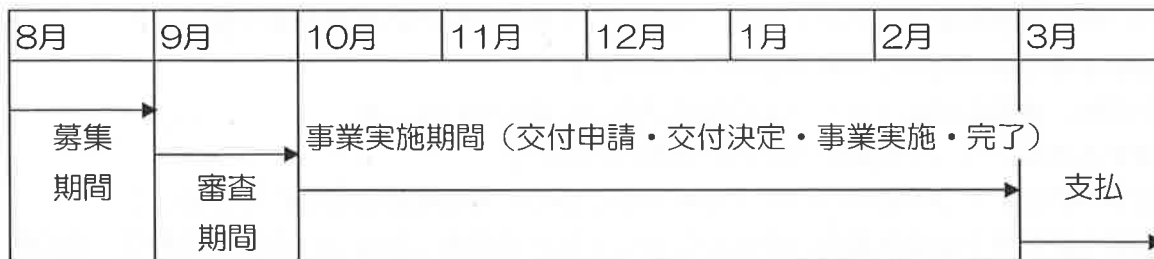 8月 9月 10月 11月 12月 1月 2月 3月
募集
期間
審査
期間
事業実施期間（交付申請・交付決定・事業実施・完了）
支払